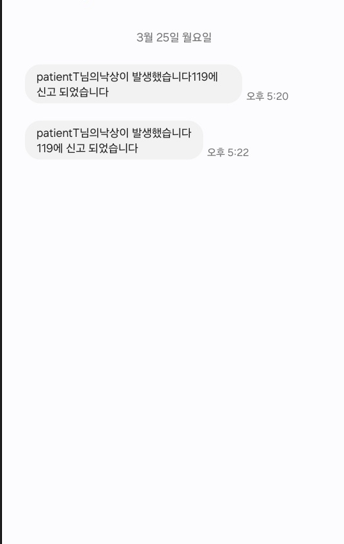 3월 25일 월요일
patientT님의낙상이 발생했습니다119에
신고 되었습니다
오후 5:20
patientT님의낙상이 발생했습니다
119에 신고 되었습니다
오후 5:22